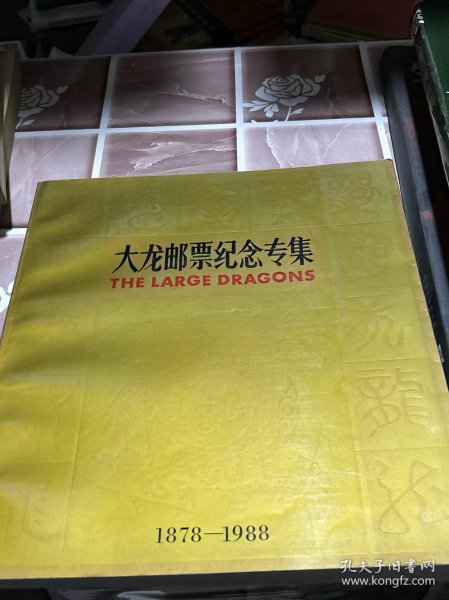 大龙邮票纪念专集
THE LARGE DRAGONS
龍
1878—1988
孔夫子旧书网
www.kongfz.com